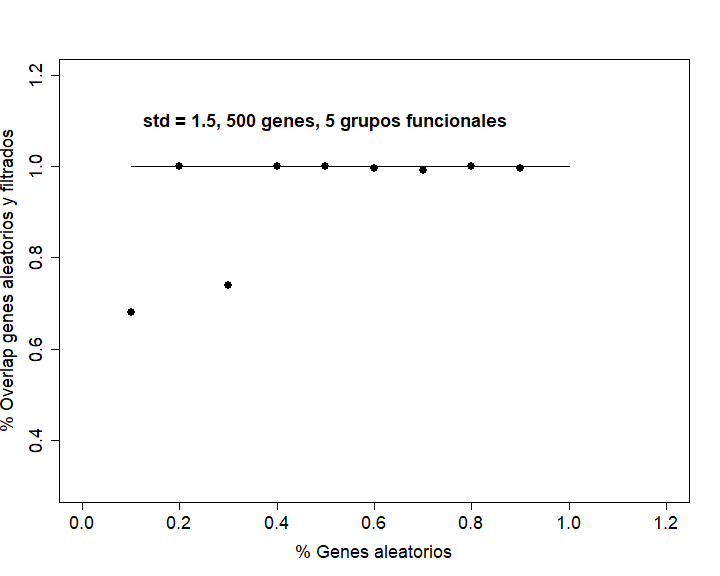 std = 1.5, 500 genes, 5 grupos funcionales
% Overlap genes aleatorios y filtrados
1.2
1.0
0.8
0.6
0.4
0.0 0.2 0.4 0.6 0.8 1.0 1.2
% Genes aleatorios